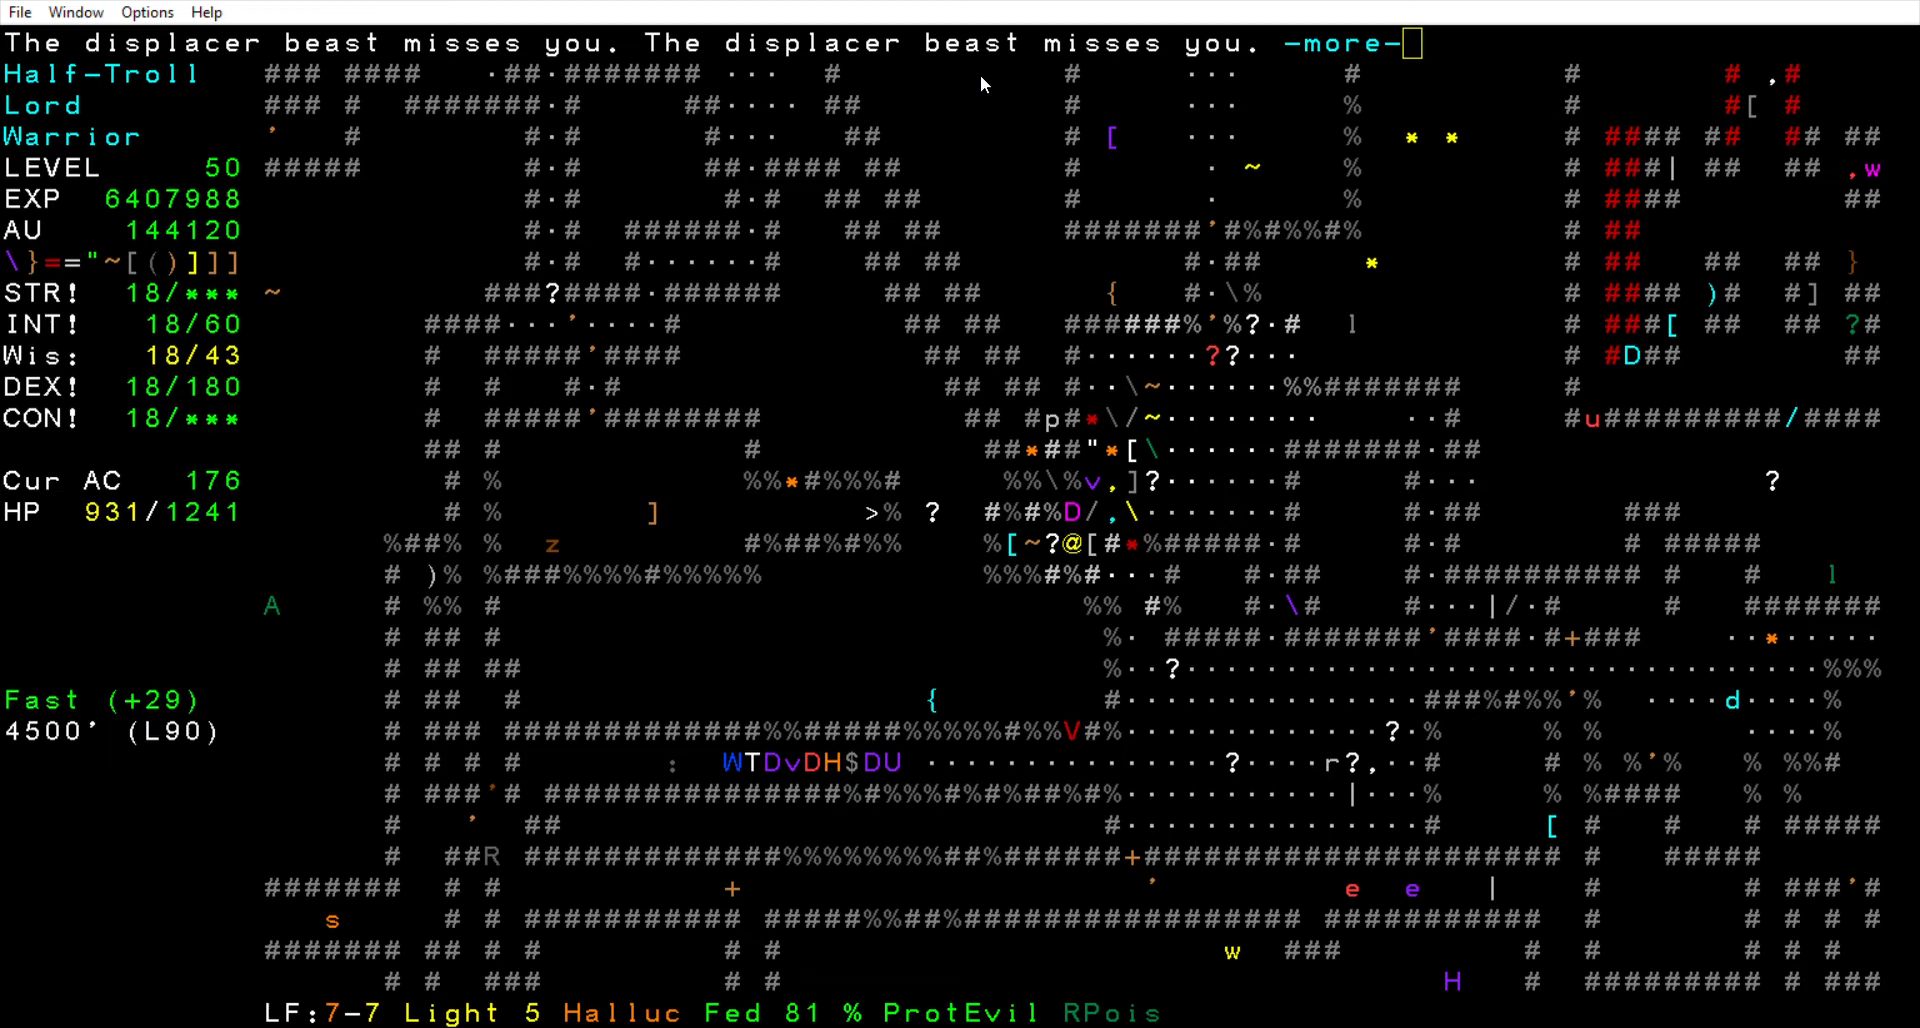 File Window Options Help
The displacer beast misses you. The displacer beast misses you. -more-
Half-Troll
Lord
Warrior
LEVEL 50
EXP 6407988
AU 144120
STR! 18/***
INT! 18/60
Wis: 18/43
DEX! 18/180
CON! 18/***
Cur AC 176
HP 931/1241
Fast (+29)
4500' (L90)
LF:7-7 Light 5 Halluc Fed 81 % ProtEvil RPois